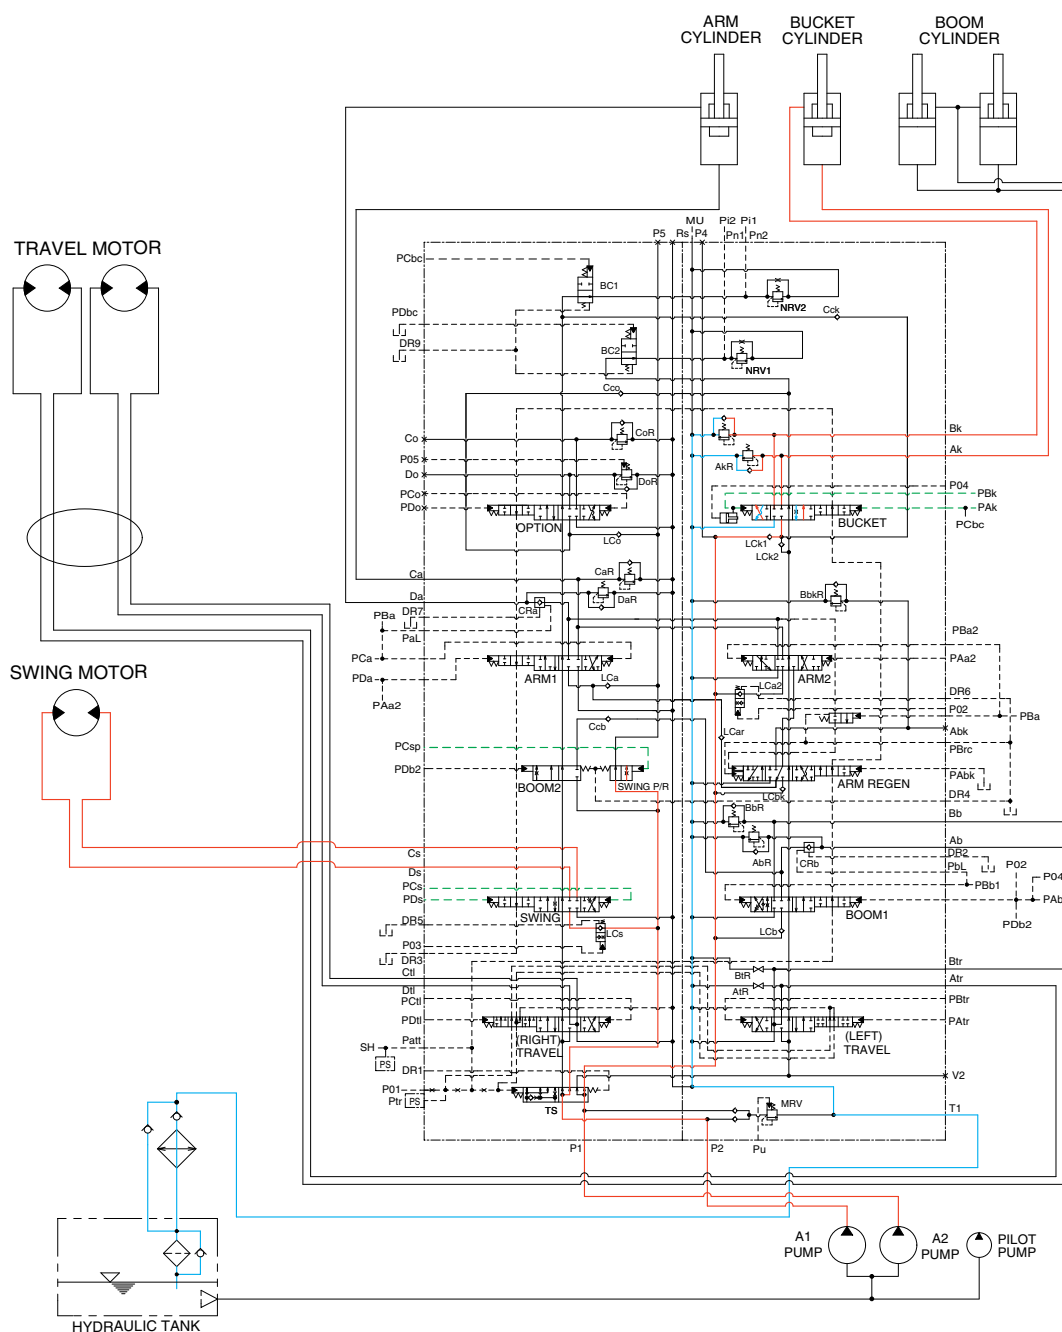 ARM
CYLINDER
BUCKET
CYLINDER
BOOM
CYLINDER
TRAVEL MOTOR
SWING MOTOR
MU
Pi2 Pi1
P5 Rs P4 Pn1 Pn2
PCbc
BC1
NRV2
Cck
PDbc
DR9
BC2
NRV1
Cco
Co
CoR
Bk
P05
AkR
Ak
Do
DoR
P04
PCo
PBk
PDo
PAk
OPTION
BUCKET
PCbc
LCo
LCk1
LCk2
Ca
CaR
Da
DaR
BbkR
DR7
CRa
PBa
PaL
PBa2
PCa
PAa2
PDa
ARM1
ARM2
LCa
LCa2
PAa2
DR6
P02
PBa
Ccb
LCar
Abk
PCsp
PBrc
PDb2
PAbk
BOOM2
SWING P/R
ARM REGEN
LCbk
DR4
BbR
Bb
Cs
AbR
CRb
Ab
DR2
Ds
PbL
P02
PCs
PBb1
P04
PDs
PAb
SWING
BOOM1
DR5
LCs
PDb2
P03
LCb
DR3
Btr
Ctl
BtR
Atr
Dtl
AtR
PCtl
PBtr
PDtl
PAtr
(RIGHT)
TRAVEL
(LEFT)
TRAVEL
Patt
SH
PS
DR1
V2
P01
Ptr PS
TS
MRV
T1
P1
P2
Pu
A1
PUMP
A2
PUMP
PILOT
PUMP
HYDRAULIC TANK